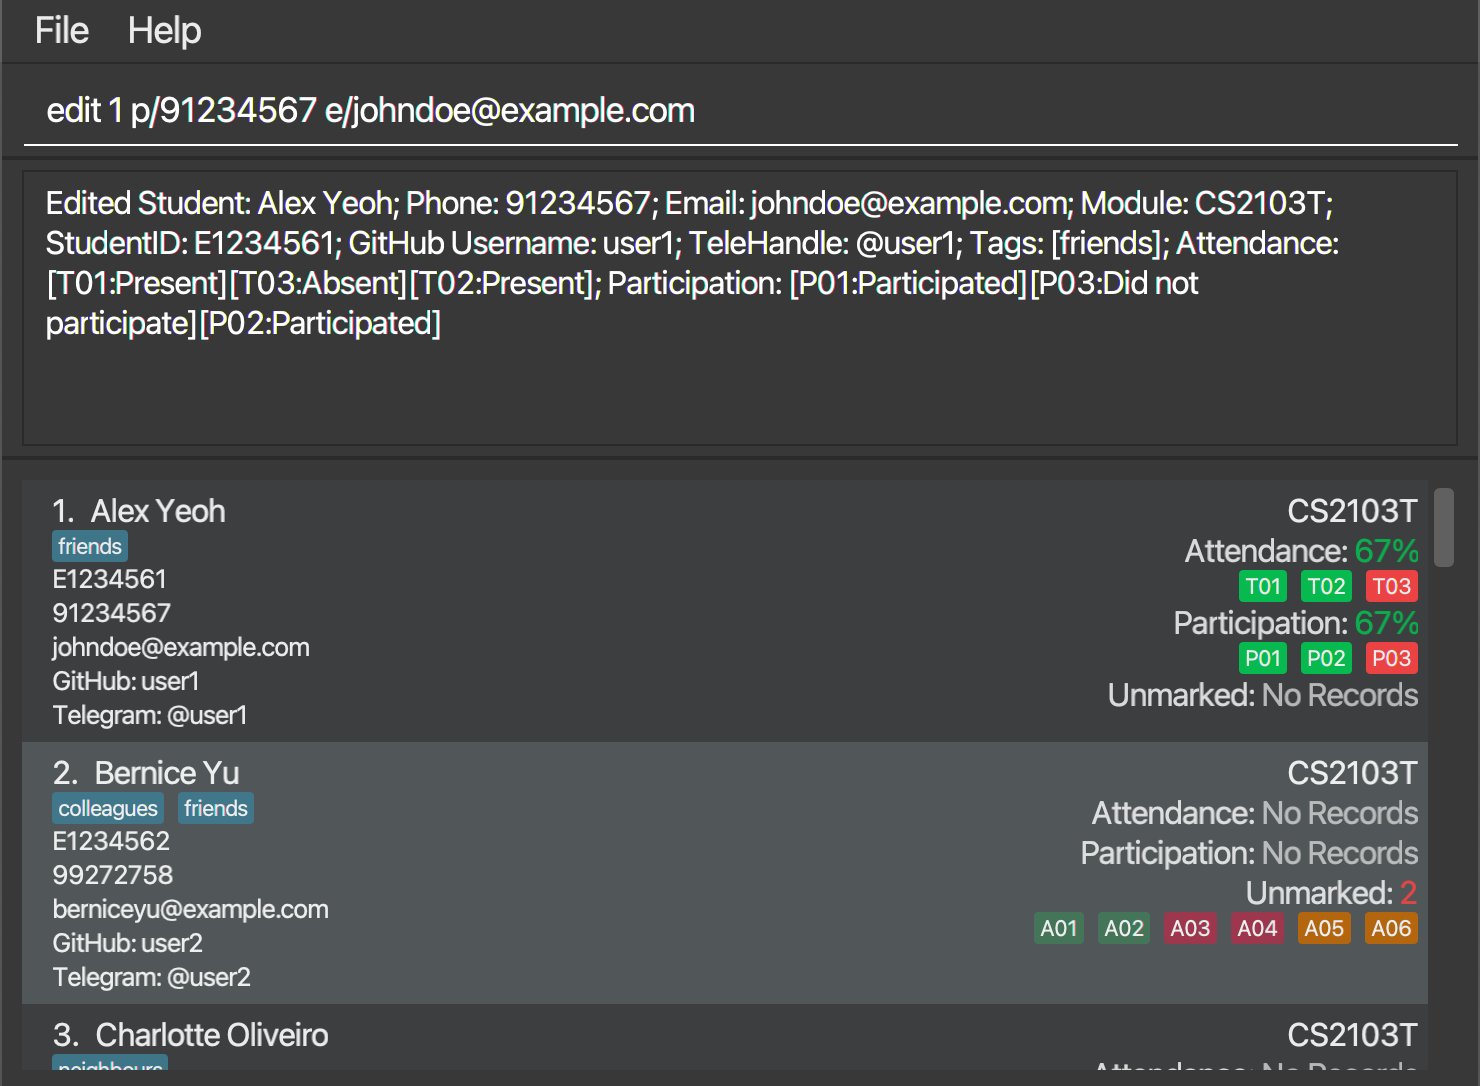 File Help
edit 1 p/91234567 e/johndoe@example.com
Edited Student: Alex Yeoh; Phone: 91234567; Email: johndoe@example.com; Module: CS2103T;
StudentID: E1234561; GitHub Username: user1; TeleHandle: @user1; Tags: [friends]; Attendance:
[T01:Present][T03:Absent][T02:Present]; Participation: [P01:Participated][P03:Did not
participate][P02:Participated]
1. Alex Yeoh
friends
E1234561
91234567
johndoe@example.com
GitHub: user1
Telegram: @user1
CS2103T
Attendance: 67%
T01 T02 T03
Participation: 67%
P01 P02 P03
Unmarked: No Records
2. Bernice Yu
colleagues friends
E1234562
99272758
berniceyu@example.com
GitHub: user2
Telegram: @user2
CS2103T
Attendance: No Records
Participation: No Records
Unmarked: 2
A01 A02 A03 A04 A05 A06
3. Charlotte Oliveiro
neighbours
CS2103T
Attendance: No Records